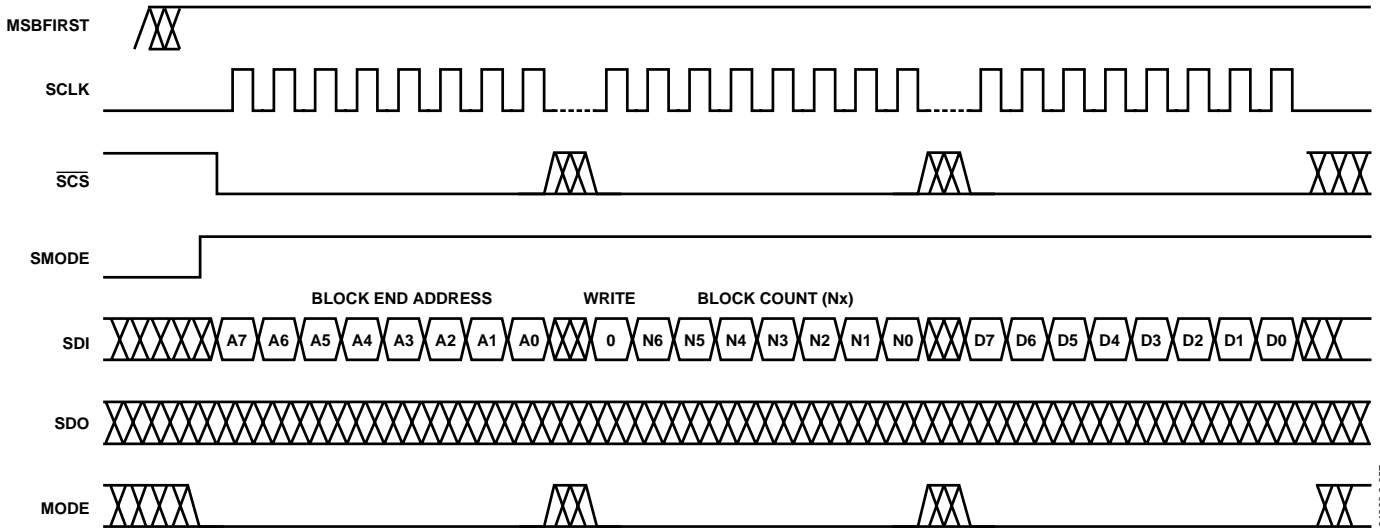 MSBFIRST
SCLK
SCS
SMODE
BLOCK END ADDRESS WRITE BLOCK COUNT (Nx)
SDI A7 A6 A5 A4 A3 A2 A1 A0 0 N6 N5 N4 N3 N2 N1 N0 D7 D6 D5 D4 D3 D2 D1 D0
SDO
MODE